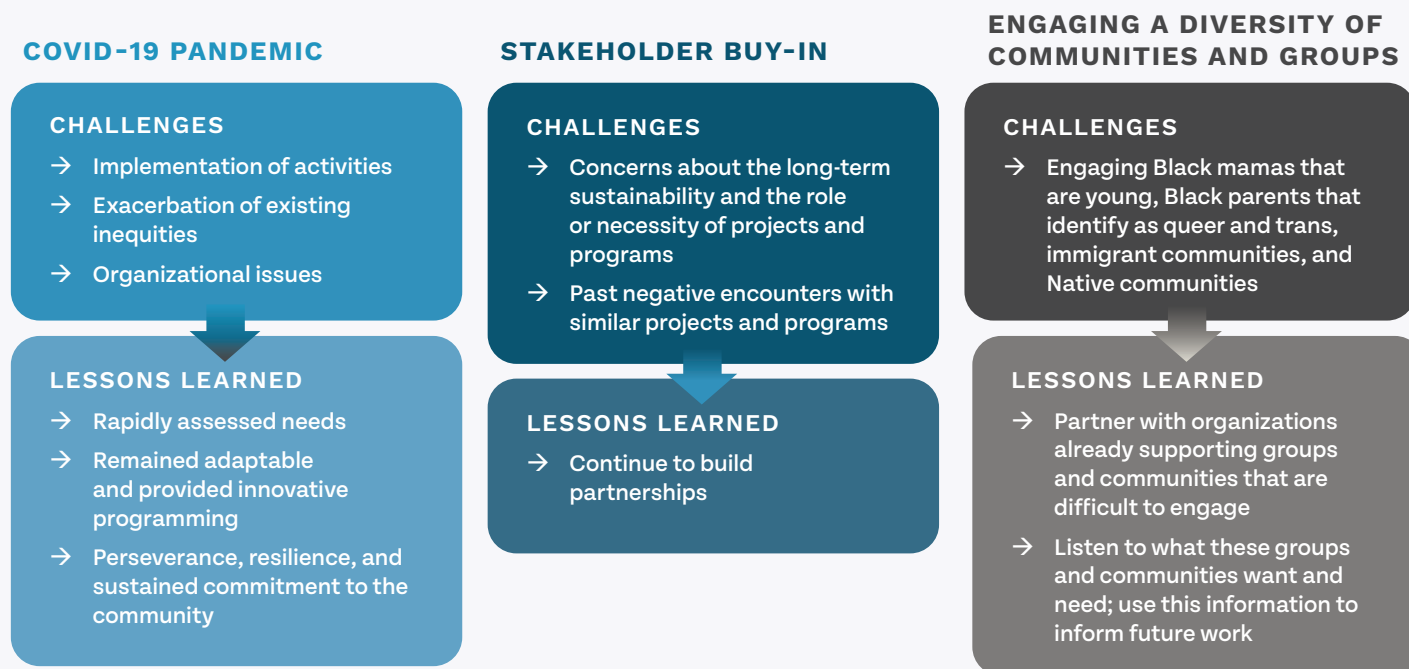 COVID-19 PANDEMIC
CHALLENGES
→ Implementation of activities
→ Exacerbation of existing
inequities
→ Organizational issues
LESSONS LEARNED
→ Rapidly assessed needs
→ Remained adaptable
and provided innovative
programming
→ Perseverance, resilience, and
sustained commitment to the
community
STAKEHOLDER BUY-IN
CHALLENGES
→ Concerns about the long-term
sustainability and the role
or necessity of projects and
programs
→ Past negative encounters with
similar projects and programs
LESSONS LEARNED
→ Continue to build
partnerships
ENGAGING A DIVERSITY OF
COMMUNITIES AND GROUPS
CHALLENGES
→ Engaging Black mamas that
are young, Black parents that
identify as queer and trans,
immigrant communities, and
Native communities
LESSONS LEARNED
→ Partner with organizations
already supporting groups
and communities that are
difficult to engage
→ Listen to what these groups
and communities want and
need; use this information to
inform future work